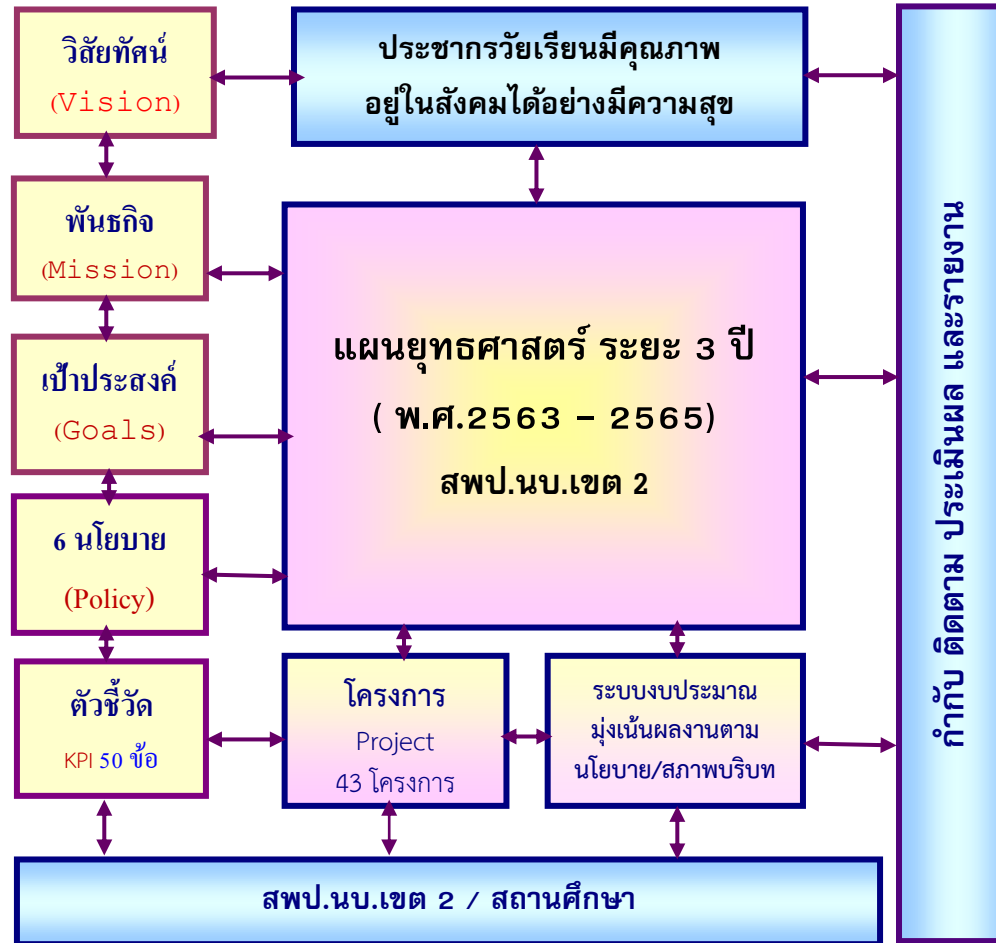 วิสัยทัศน์
(Vision)
ประชากรวัยเรียนมีคุณภาพ
อยู่ในสังคมได้อย่างมีความสุข
พันธกิจ
(Mission)
เป้าประสงค์
(Goals)
6 นโยบาย
(Policy)
ตัวชี้วัด
KPI 50 ข้อ
แผนยุทธศาสตร์ ระยะ 3 ปี
( พ.ศ.2563 – 2565)
สพป.นบ.เขต 2
โครงการ
Project
43 โครงการ
ระบบงบประมาณ
มุ่งเน้นผลงานตาม
นโยบาย/สภาพบริบท
กำกับ ติดตาม ประเมินผล และรายงาน
สพป.นบ.เขต 2 / สถานศึกษา